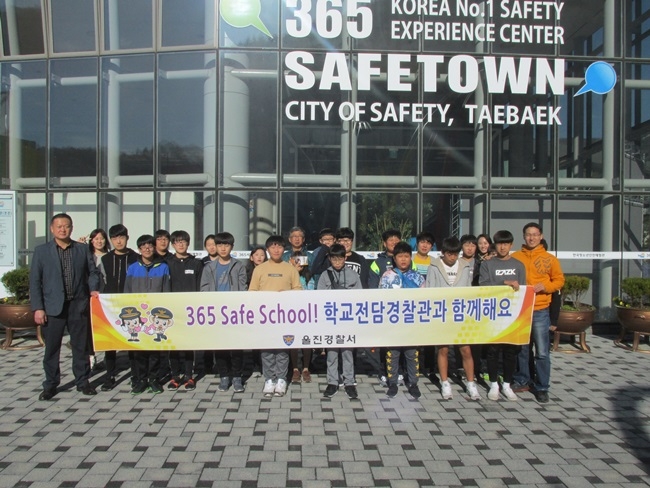 365
KOREA No.1 SAFETY
EXPERIENCE CENTER
SAFETOWN
CITY OF SAFETY, TAEBAEK
365 Safe School! 학교전담경찰관과 함께해요
울진경찰서